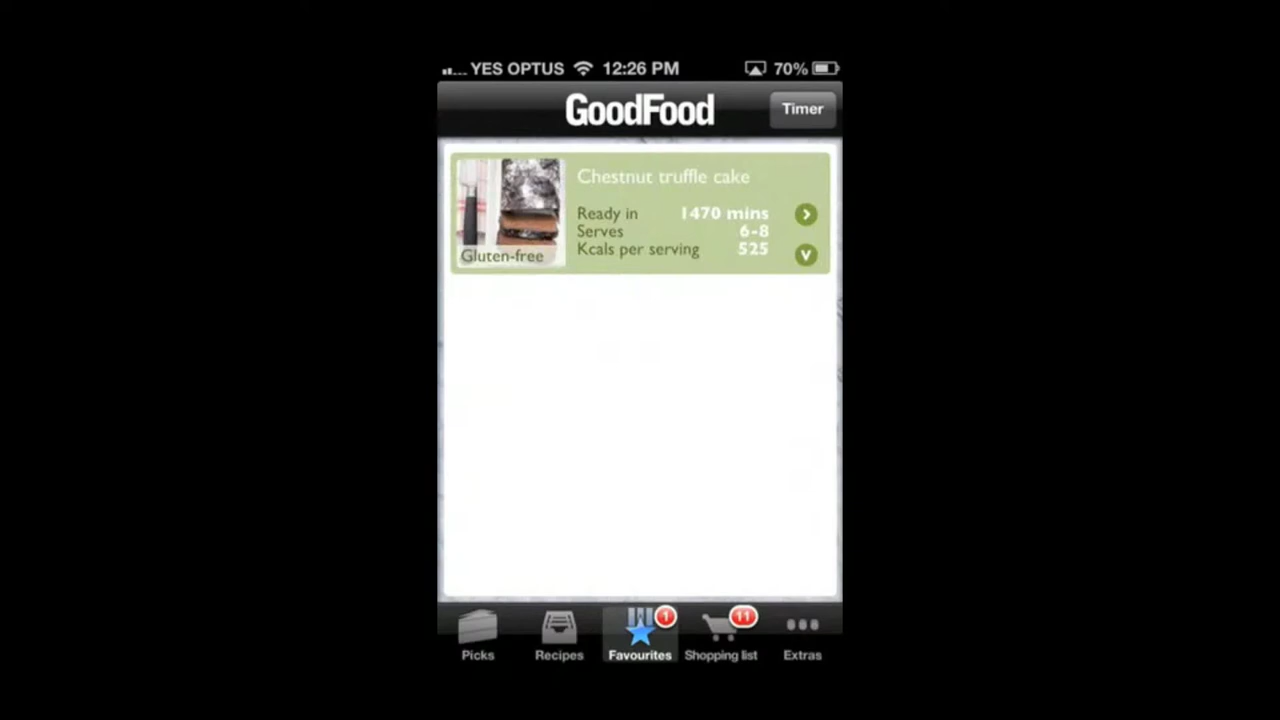 YES OPTUS 12:26 PM 70%
GoodFood Timer
Chestnut truffle cake
Ready in 1470 mins
Serves 6-8
Kcals per serving 525
Gluten-free
1 11
Picks Recipes Favourites Shopping list Extras